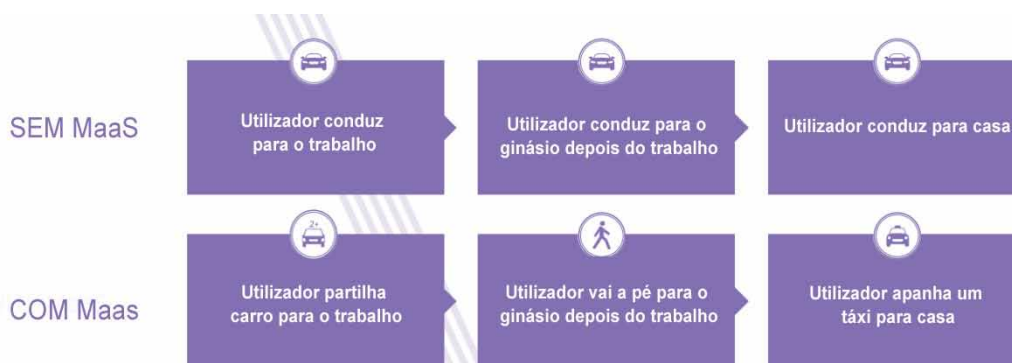 SEM MaaS
Utilizador conduz
para o trabalho
Utilizador conduz para o
ginásio depois do trabalho
Utilizador conduz para casa
COM Maas
2+
Utilizador partilha
carro para o trabalho
Utilizador vai a pé para o
ginásio depois do trabalho
Utilizador apanha um
táxi para casa